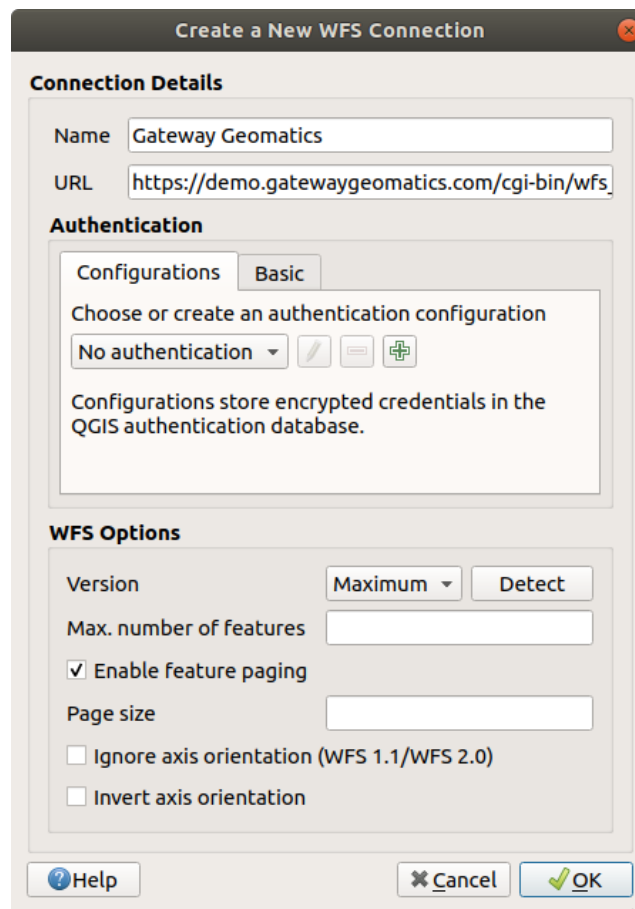 Create a New WFS Connection
Connection Details
Name Gateway Geomatics
URL https://demo.gatewaygeomatics.com/cgi-bin/wfs_
Authentication
Configurations Basic
Choose or create an authentication configuration
No authentication
Configurations store encrypted credentials in the
QGIS authentication database.
WFS Options
Version Maximum Detect
Max. number of features
Enable feature paging
Page size
Ignore axis orientation (WFS 1.1/WFS 2.0)
Invert axis orientation
Help Cancel OK